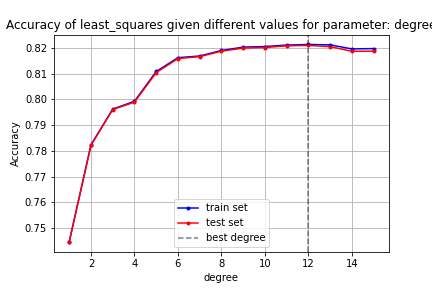 Accuracy of least_squares given different values for parameter: degree
0.82
0.81
0.80
0.79
0.78
0.77
0.76
0.75
Accuracy
train set
test set
best degree
2 4 6 8 10 12 14
degree